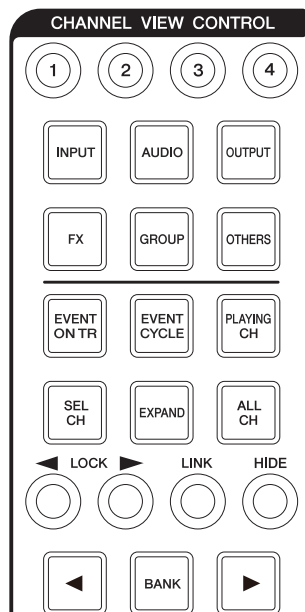 CHANNEL VIEW CONTROL
1 2 3 4
INPUT AUDIO OUTPUT
FX GROUP OTHERS
EVENT ON TR
EVENT CYCLE
PLAYING CH
SEL CH
EXPAND
ALL CH
◀ LOCK ▶ LINK HIDE
◀ BANK ▶